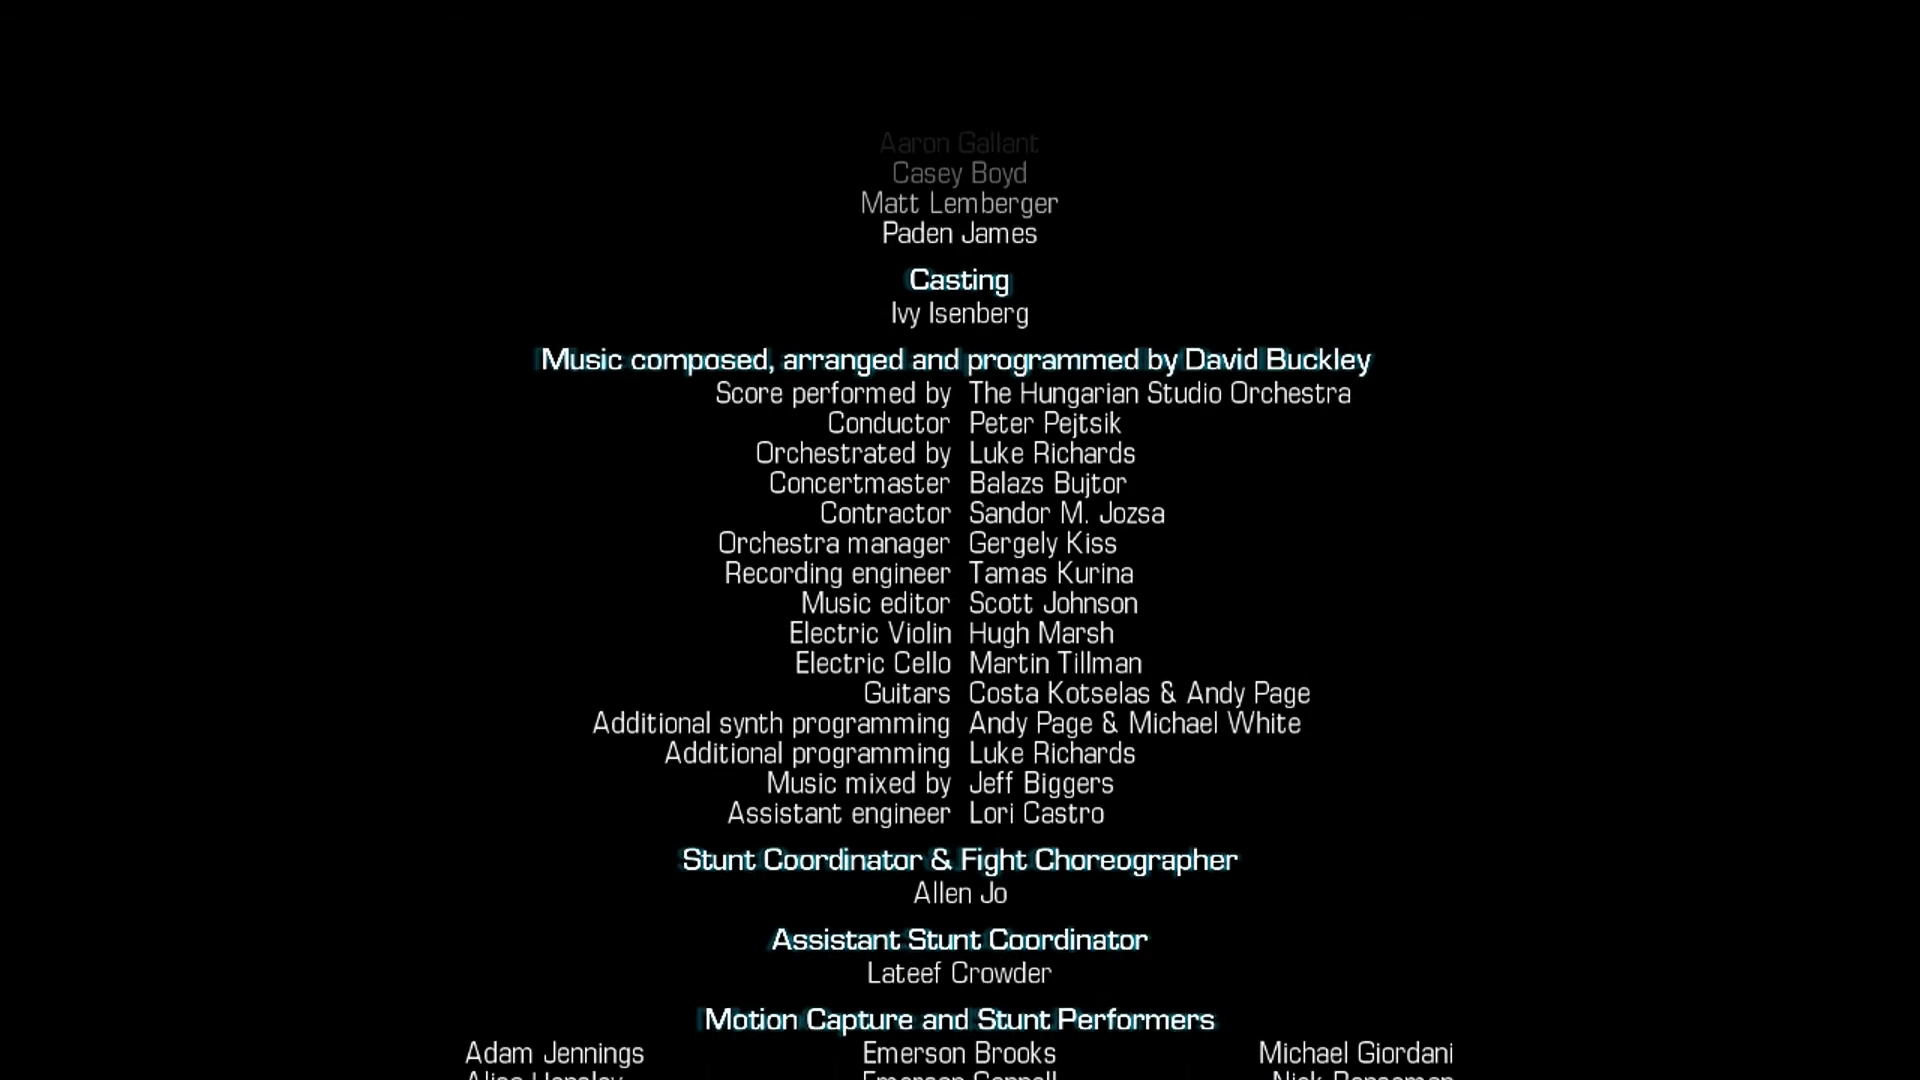 Aaron Gallant
Casey Boyd
Matt Lemberger
Paden James
Casting
Ivy Isenberg
Music composed, arranged and programmed by David Buckley
Score performed by The Hungarian Studio Orchestra
Conductor Peter Pejtsik
Orchestrated by Luke Richards
Concertmaster Balazs Bujtor
Contractor Sandor M. Jozsa
Orchestra manager Gergely Kiss
Recording engineer Tamas Kurina
Music editor Scott Johnson
Electric Violin Hugh Marsh
Electric Cello Martin Tillman
Guitars Costa Kotselas & Andy Page
Additional synth programming Andy Page & Michael White
Additional programming Luke Richards
Music mixed by Jeff Biggers
Assistant engineer Lori Castro
Stunt Coordinator & Fight Choreographer
Allen Jo
Assistant Stunt Coordinator
Lateef Crowder
Motion Capture and Stunt Performers
Adam Jennings Emerson Brooks Michael Giordani
Emerson